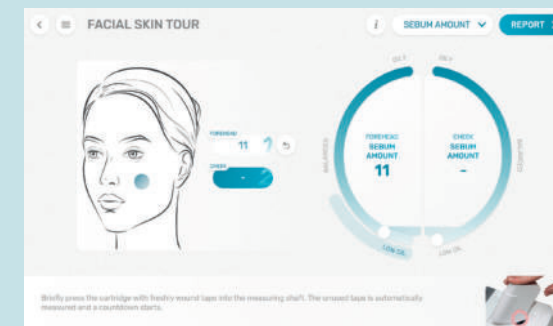 FACIAL SKIN TOUR
i
SEBUM AMOUNT
REPORT
OILY
OILY
FOREHEAD
11
CHEEK
-
BALANCED
FOREHEAD
SEBUM
AMOUNT
11
CHECK
SEBUM
AMOUNT
-
BALANCED
LOW OIL
LOW OIL
Briefly press the cartridge with freshly wound tape into the measuring shaft. The unused tape is automatically
measured and a countdown starts.